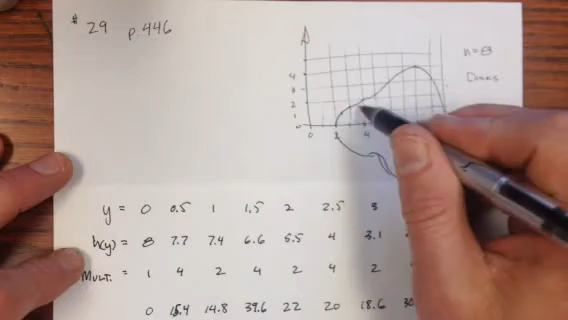 # 29 p 446
n=8
Disks
4
3
2
1
0
0 2 4
y = 0 0.5 1 1.5 2 2.5 3
h(y) = 8 7.7 7.4 6.6 5.5 4 3.1
Mult. = 1 4 2 4 2 4 2
0 15.4 14.8 39.6 22 20 18.6 30